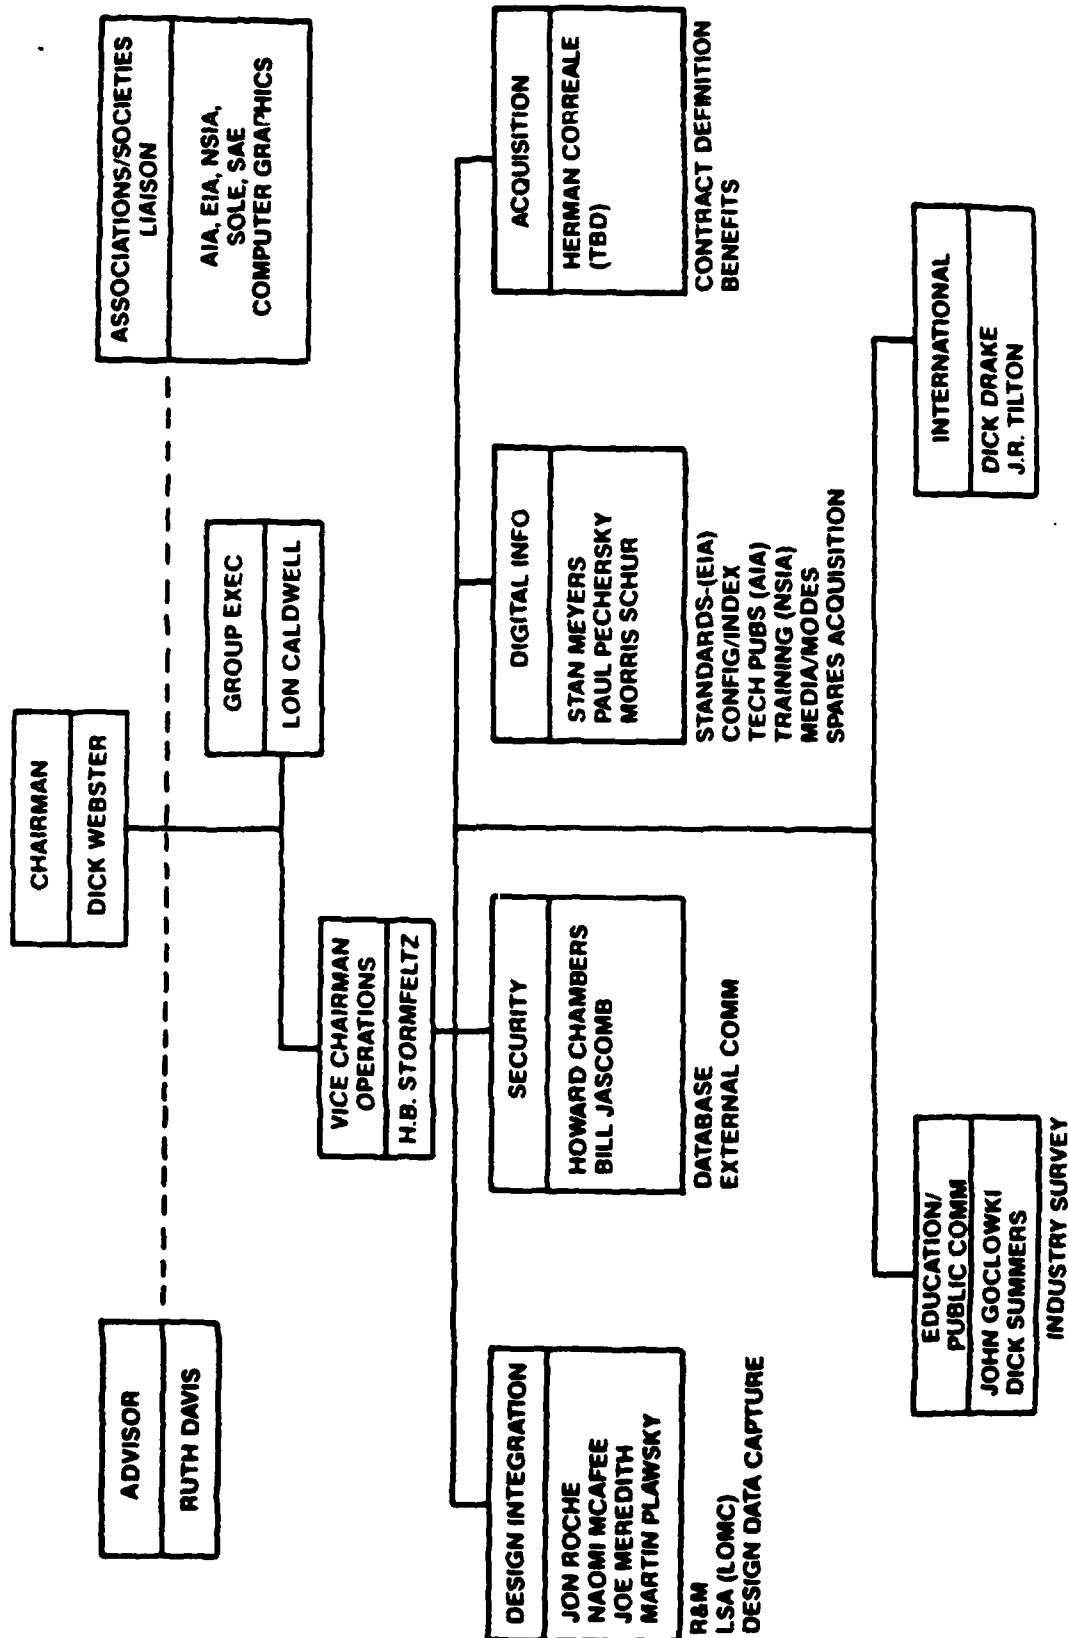 CHAIRMAN
DICK WEBSTER
ADVISOR
RUTH DAVIS
ASSOCIATIONS/SOCIETIES
LIAISON
AIA, EIA, NSIA,
SOLE, SAE
COMPUTER GRAPHICS
GROUP EXEC
LON CALDWELL
VICE CHAIRMAN
OPERATIONS
H.B. STORMFELTZ
DESIGN INTEGRATION
JON ROCHE
NAOMI MCAFEE
JOE MEREDITH
MARTIN PLAWSKY
R&M
LSA (LOMC)
DESIGN DATA CAPTURE
SECURITY
HOWARD CHAMBERS
BILL JASCOMB
DATABASE
EXTERNAL COMM
DIGITAL INFO
STAN MEYERS
PAUL PECHERSKY
MORRIS SCHUR
STANDARDS-(EIA)
CONFIG/INDEX
TECH PUBS (AIA)
TRAINING (NSIA)
MEDIA/MODES
SPARES ACQUISITION
ACQUISITION
HERMAN CORREALE
(TBD)
CONTRACT DEFINITION
BENEFITS
EDUCATION/
PUBLIC COMM
JOHN GOCLOWKI
DICK SUMMERS
INDUSTRY SURVEY
INTERNATIONAL
DICK DRAKE
J.R. TILTON